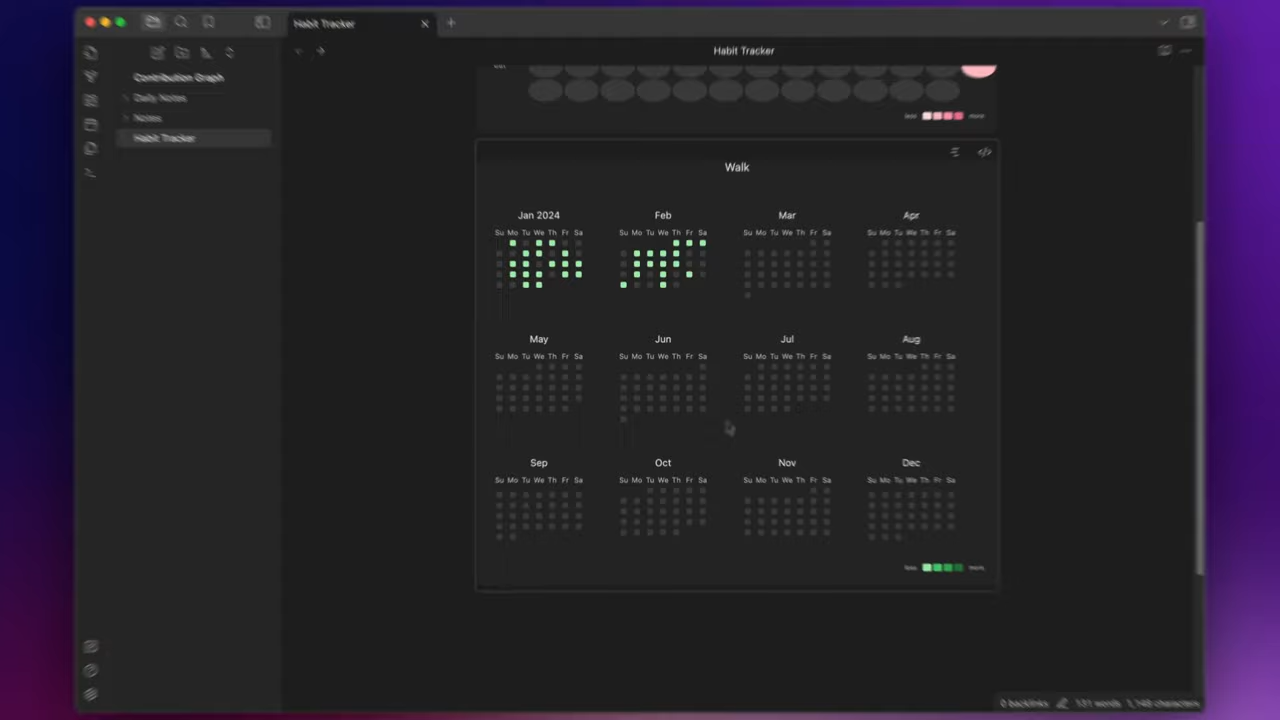 Habit Tracker
Habit Tracker
Contribution Graph
Daily Notes
Notes
Habit Tracker
less more
Walk
Jan 2024 Feb Mar Apr
Su Mo Tu We Th Fr Sa Su Mo Tu We Th Fr Sa Su Mo Tu We Th Fr Sa Su Mo Tu We Th Fr Sa
May Jun Jul Aug
Su Mo Tu We Th Fr Sa Su Mo Tu We Th Fr Sa Su Mo Tu We Th Fr Sa Su Mo Tu We Th Fr Sa
Sep Oct Nov Dec
Su Mo Tu We Th Fr Sa Su Mo Tu We Th Fr Sa Su Mo Tu We Th Fr Sa Su Mo Tu We Th Fr Sa
less more
0 backlinks 131 words 1,148 characters